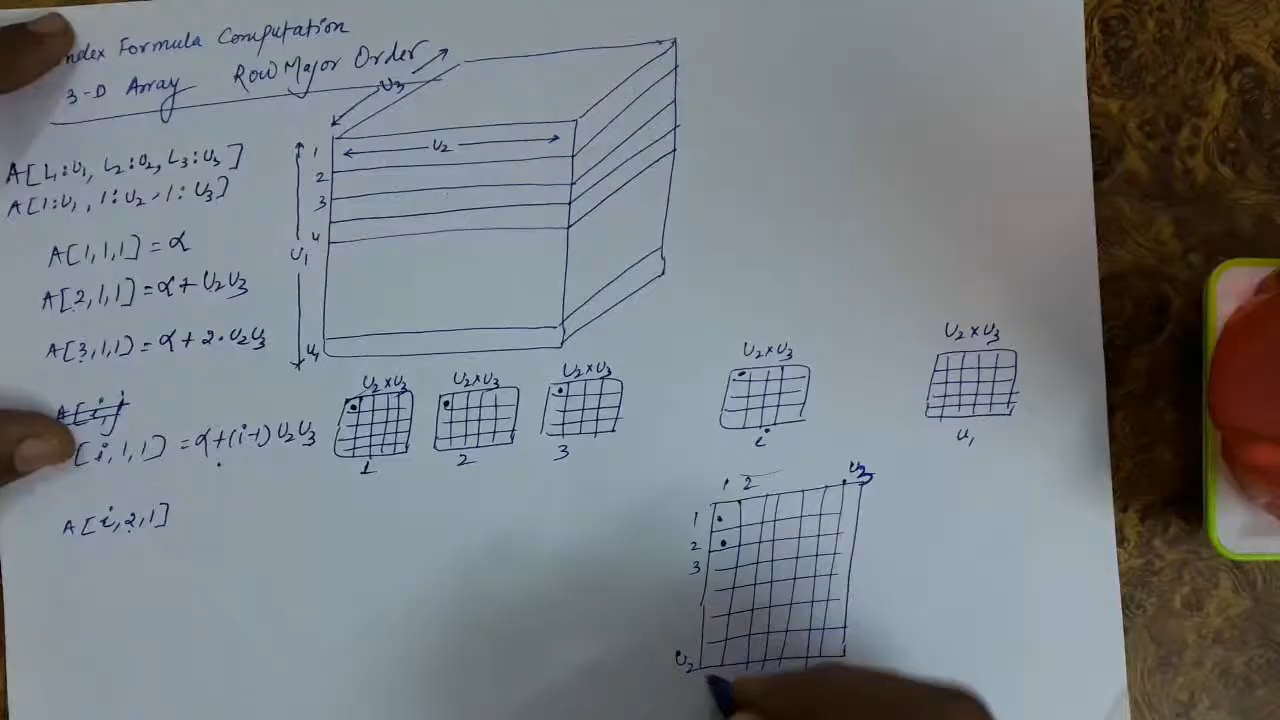 ndex Formula Computation
3-D Array Row Major Order
A[L₁:U₁, L₂:U₂, L₃:U₃]
A[1:U₁, 1:U₂, 1:U₃]
A[1,1,1) = α
A[2,1,1] = α + U₂U₃
A[3,1,1) = α + 2·U₂U₃
A[i,j
[i,1,1) = α+(i-1) U₂U₃
A[i,2,1]
U₃
U₂
1
2
3
4
U₁
U₁
U₂×U₃
1
U₂×U₃
2
U₂×U₃
3
U₂×U₃
i
U₂×U₃
U₁
1 2 U₃
1
2
3
U₂